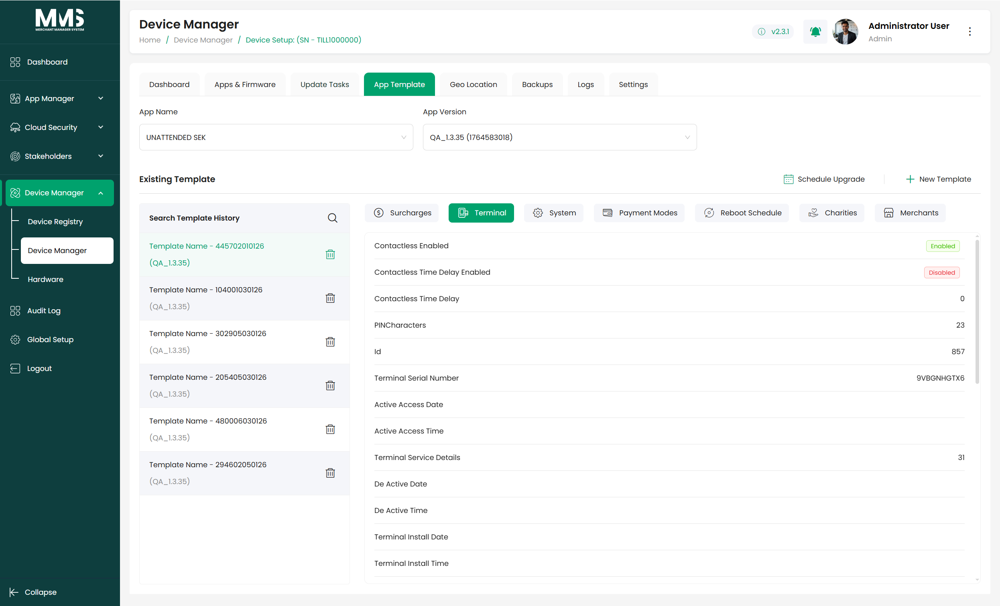 MMS
MERCHANT MANAGER SYSTEM
Dashboard
App Manager
Cloud Security
Stakeholders
Device Manager
Device Registry
Device Manager
Hardware
Audit Log
Global Setup
Logout
Collapse
Device Manager
Home / Device Manager / Device Setup: (SN - TILL1000000)
v2.3.1
Administrator User
Admin
Dashboard
Apps & Firmware
Update Tasks
App Template
Geo Location
Backups
Logs
Settings
App Name
UNATTENDED SEK
App Version
QA_1.3.35 (1764583018)
Existing Template
Schedule Upgrade
New Template
Search Template History
Template Name - 445702010126
(QA_1.3.35)
Template Name - 104001030126
(QA_1.3.35)
Template Name - 302905030126
(QA_1.3.35)
Template Name - 205405030126
(QA_1.3.35)
Template Name - 480006030126
(QA_1.3.35)
Template Name - 294602050126
(QA_1.3.35)
Surcharges
Terminal
System
Payment Modes
Reboot Schedule
Charities
Merchants
Contactless Enabled Enabled
Contactless Time Delay Enabled Disabled
Contactless Time Delay 0
PINCharacters 23
Id 857
Terminal Serial Number 9VBGNHGTX6
Active Access Date
Active Access Time
Terminal Service Details 31
De Active Date
De Active Time
Terminal Install Date
Terminal Install Time